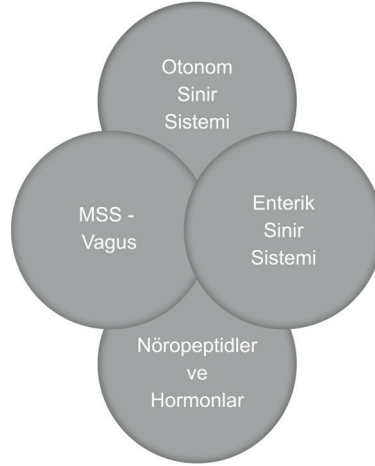 Otonom
Sinir
Sistemi
MSS -
Vagus
Enterik
Sinir
Sistemi
Nöropeptidler
ve
Hormonlar